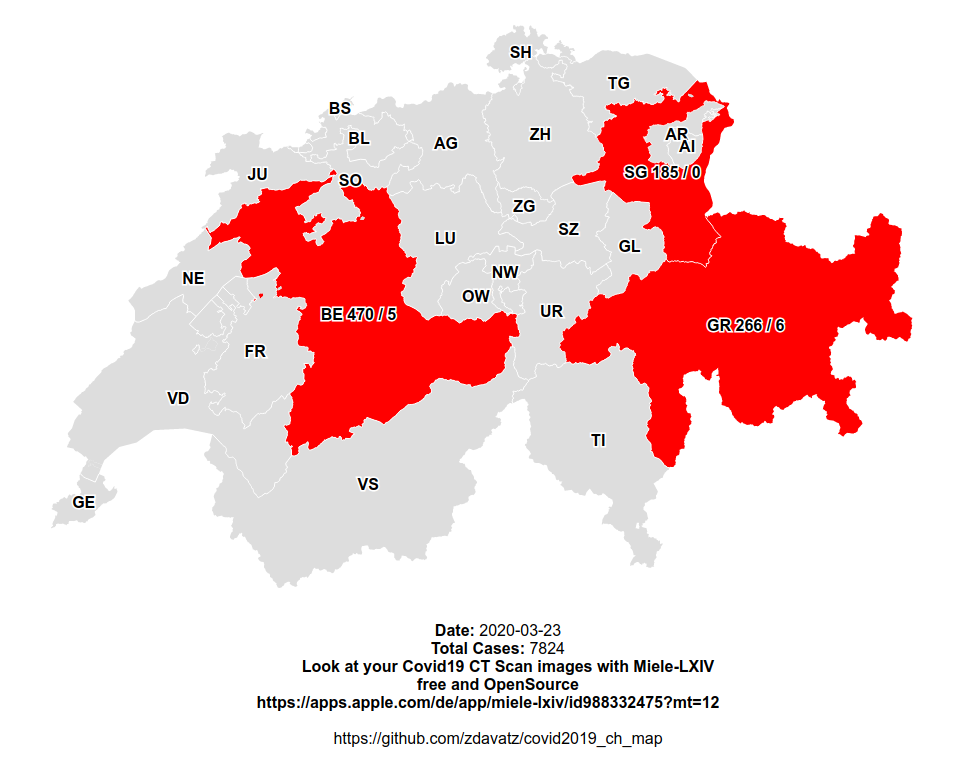 SH
TG
BS
BL
AG
ZH
AR
AI
JU
SO
SG 185 / 0
ZG
LU
SZ
GL
NE
NW
OW
UR
BE 470 / 5
GR 266 / 6
FR
VD
TI
VS
GE
Date: 2020-03-23
Total Cases: 7824
Look at your Covid19 CT Scan images with Miele-LXIV
free and OpenSource
https://apps.apple.com/de/app/miele-lxiv/id988332475?mt=12
https://github.com/zdavatz/covid2019_ch_map